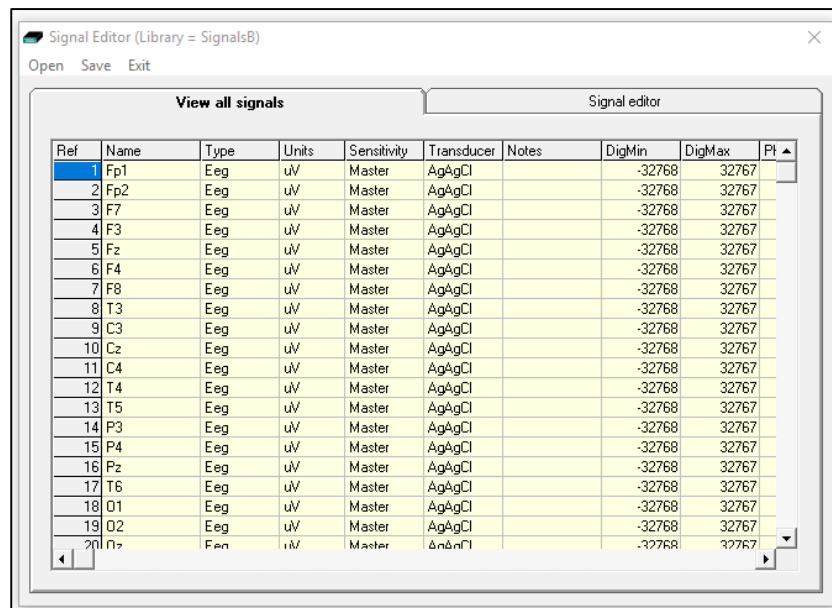 Signal Editor (Library = SignalsB)
Open Save Exit
View all signals Signal editor
Ref Name Type Units Sensitivity Transducer Notes DigMin DigMax
1 Fp1 Eeg uV Master AgAgCl -32768 32767
2 Fp2 Eeg uV Master AgAgCl -32768 32767
3 F7 Eeg uV Master AgAgCl -32768 32767
4 F3 Eeg uV Master AgAgCl -32768 32767
5 Fz Eeg uV Master AgAgCl -32768 32767
6 F4 Eeg uV Master AgAgCl -32768 32767
7 F8 Eeg uV Master AgAgCl -32768 32767
8 T3 Eeg uV Master AgAgCl -32768 32767
9 C3 Eeg uV Master AgAgCl -32768 32767
10 Cz Eeg uV Master AgAgCl -32768 32767
11 C4 Eeg uV Master AgAgCl -32768 32767
12 T4 Eeg uV Master AgAgCl -32768 32767
13 T5 Eeg uV Master AgAgCl -32768 32767
14 P3 Eeg uV Master AgAgCl -32768 32767
15 P4 Eeg uV Master AgAgCl -32768 32767
16 Pz Eeg uV Master AgAgCl -32768 32767
17 T6 Eeg uV Master AgAgCl -32768 32767
18 O1 Eeg uV Master AgAgCl -32768 32767
19 O2 Eeg uV Master AgAgCl -32768 32767
20 Oz Eeg uV Master AgAgCl -32768 32767